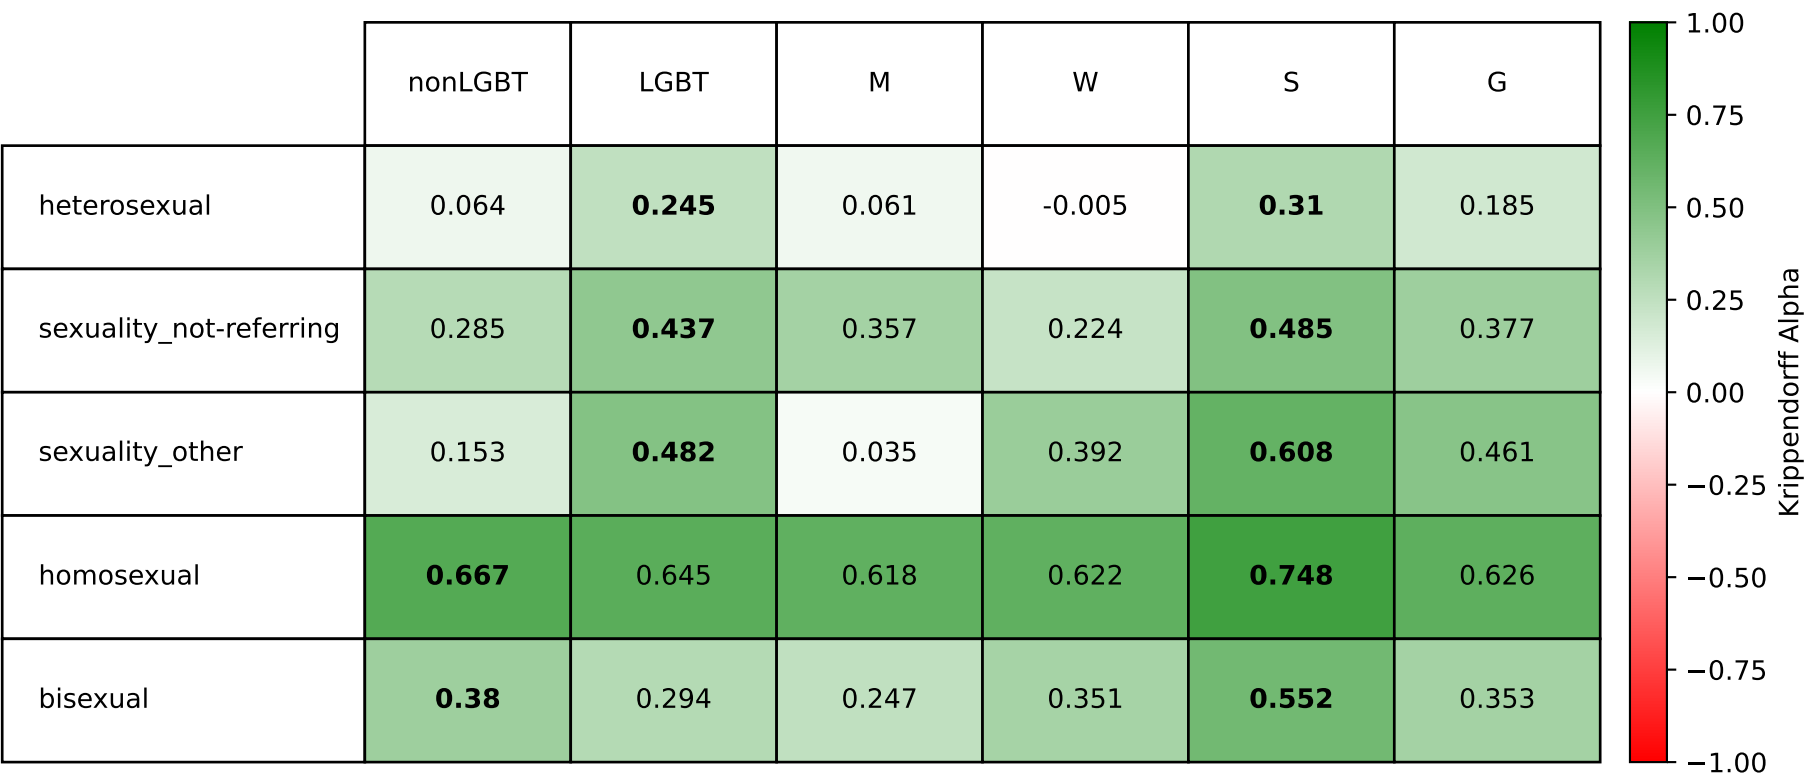 nonLGBT LGBT M W S G
heterosexual 0.064 0.245 0.061 -0.005 0.31 0.185
sexuality_not-referring 0.285 0.437 0.357 0.224 0.485 0.377
sexuality_other 0.153 0.482 0.035 0.392 0.608 0.461
homosexual 0.667 0.645 0.618 0.622 0.748 0.626
bisexual 0.38 0.294 0.247 0.351 0.552 0.353
1.00
0.75
0.50
0.25
0.00
−0.25
−0.50
−0.75
−1.00
Krippendorff Alpha